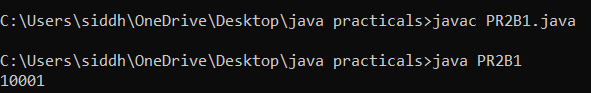 C:\Users\siddh\OneDrive\Desktop\java practicals>javac PR2B1.java
C:\Users\siddh\OneDrive\Desktop\java practicals>java PR2B1
10001